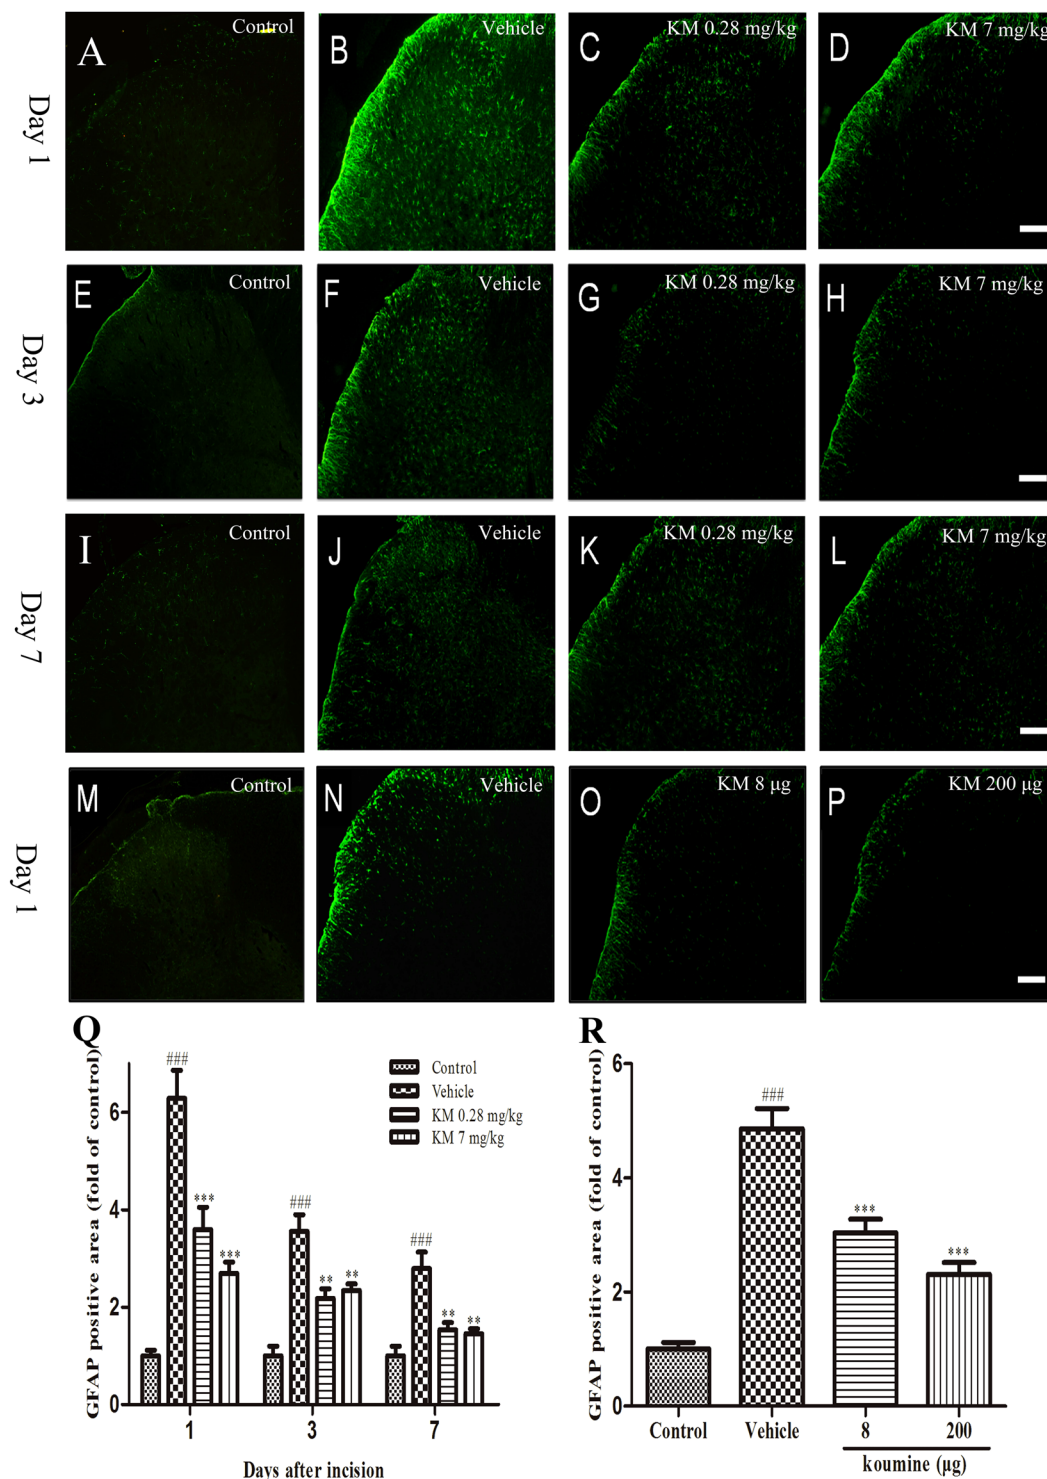 Day 1
A
Control
B
Vehicle
C
KM 0.28 mg/kg
D
KM 7 mg/kg
Day 3
E
Control
F
Vehicle
G
KM 0.28 mg/kg
H
KM 7 mg/kg
Day 7
I
Control
J
Vehicle
K
KM 0.28 mg/kg
L
KM 7 mg/kg
Day 1
M
Control
N
Vehicle
O
KM 8 µg
P
KM 200 µg
Q
GFAP positive area (fold of control)
6
4
2
0
###
***
***
###
**
**
###
**
**
Control
Vehicle
KM 0.28 mg/kg
KM 7 mg/kg
1
3
7
Days after incision
R
GFAP positive area (fold of control)
6
4
2
0
###
***
***
Control
Vehicle
8
200
koumine (µg)